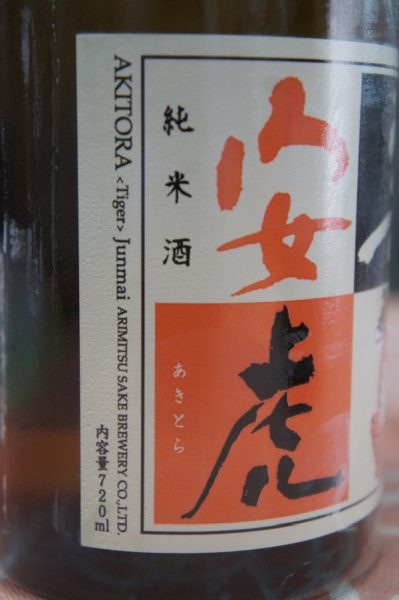 AKITORA <Tiger> Junmai ARIMITSU SAKE BREWERY CO.,LTD.
内容量720ml
純米酒
安
虎
あきとら